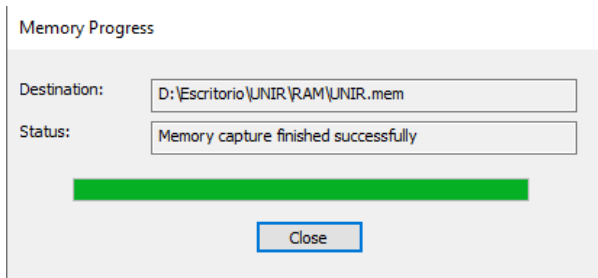 Memory Progress
Destination: D:\Escritorio\UNIR\RAM\UNIR.mem
Status: Memory capture finished successfully
Close